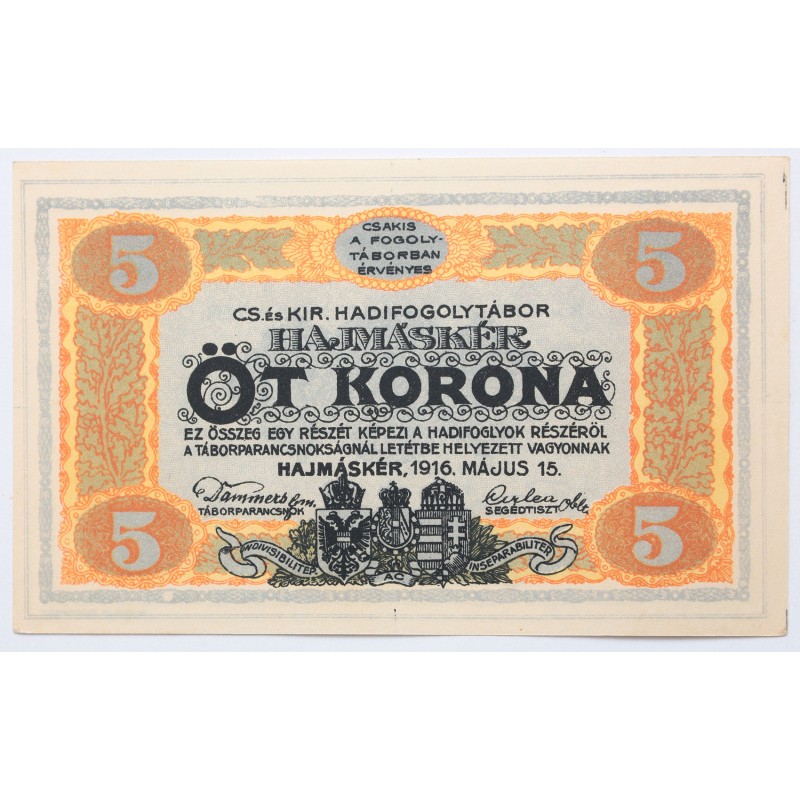 5
CSAKIS
A FOGOLY-
TÁBORBAN
ÉRVÉNYES
5
CS. és KIR. HADIFOGOLYTÁBOR
HAJMÁSKÉR
ÖT KORONA
EZ ÖSSZEG EGY RÉSZÉT KÉPEZI A HADIFOGLYOK RÉSZÉRÖL
A TÁBORPARANCSNOKSÁGNÁL LETÉTBE HELYEZETT VAGYONNAK
HAJMÁSKÉR, 1916. MÁJUS 15.
TÁBORPARANCSNOK
SEGÉDTISZT
5
INDIVISIBILITER
AC
INSEPARABILITER
5